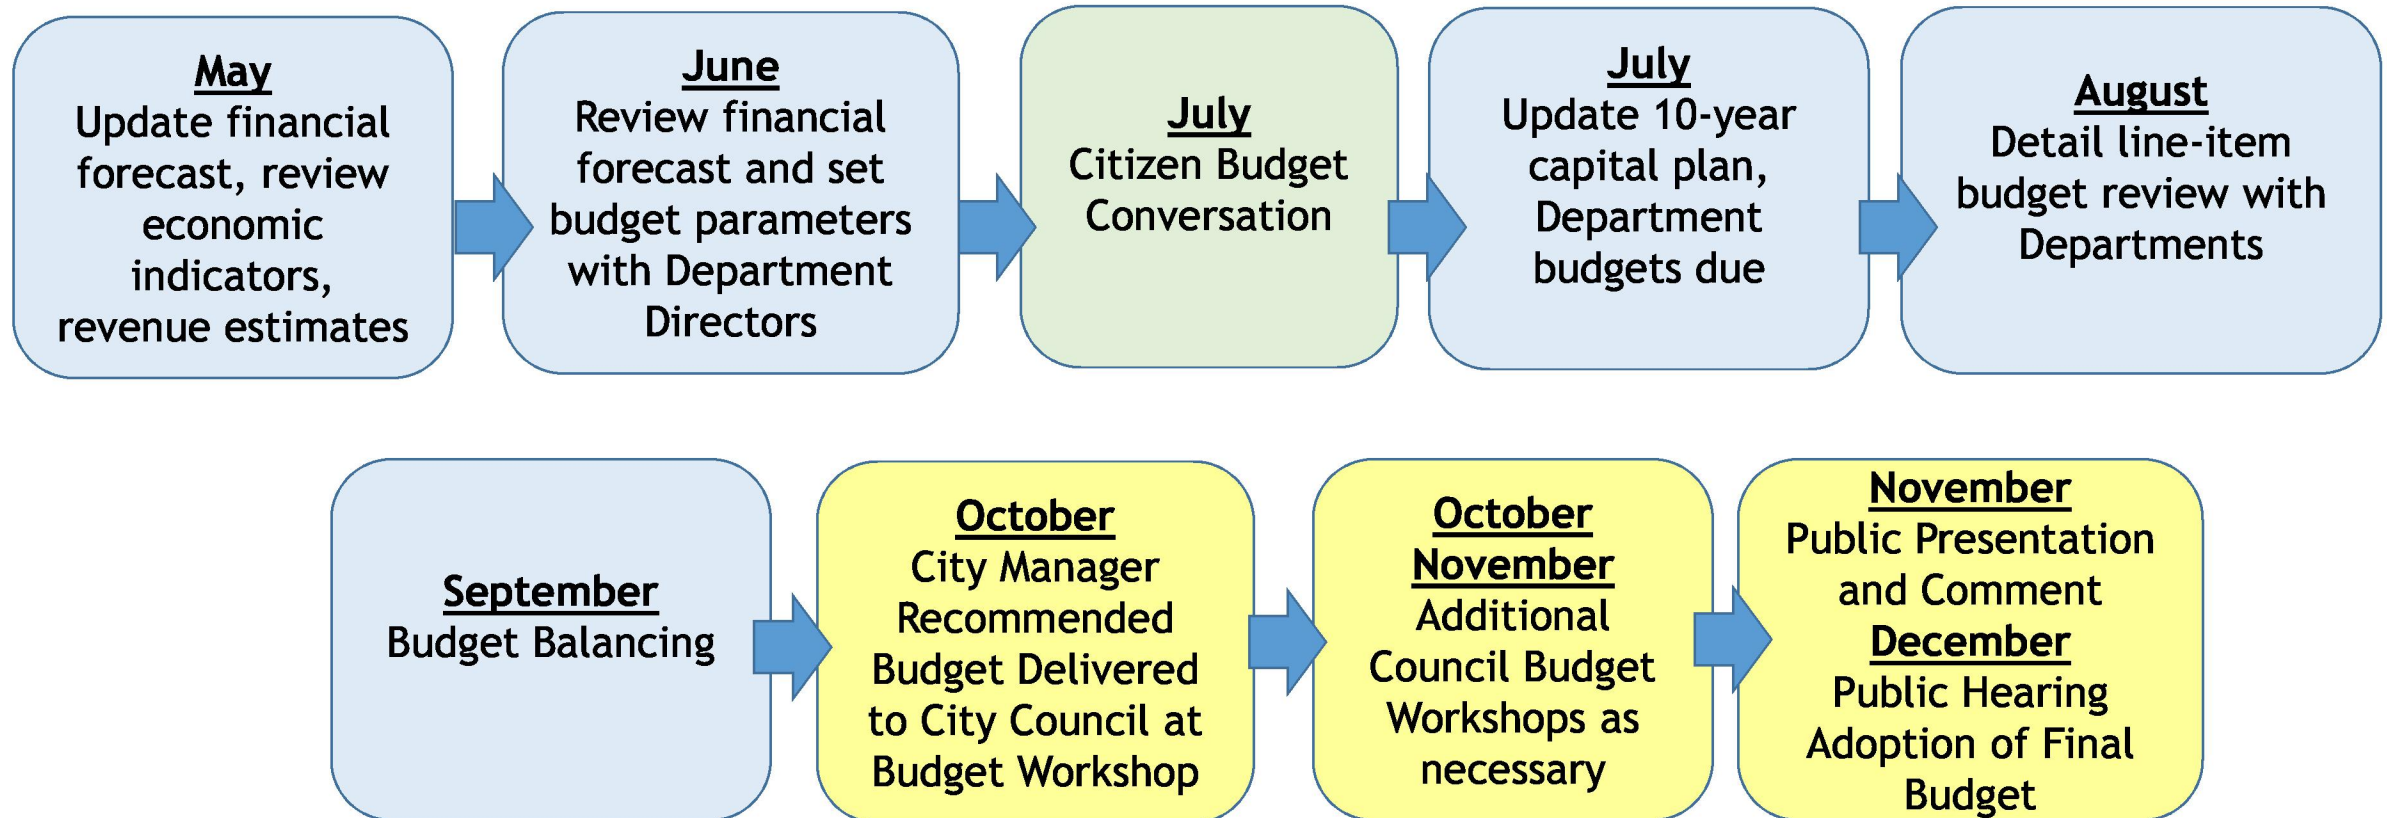 May
Update financial
forecast, review
economic
indicators,
revenue estimates
June
Review financial
forecast and set
budget parameters
with Department
Directors
July
Citizen Budget
Conversation
July
Update 10-year
capital plan,
Department
budgets due
August
Detail line-item
budget review with
Departments
September
Budget Balancing
October
City Manager
Recommended
Budget Delivered
to City Council at
Budget Workshop
October
November
Additional
Council Budget
Workshops as
necessary
November
Public Presentation
and Comment
December
Public Hearing
Adoption of Final
Budget